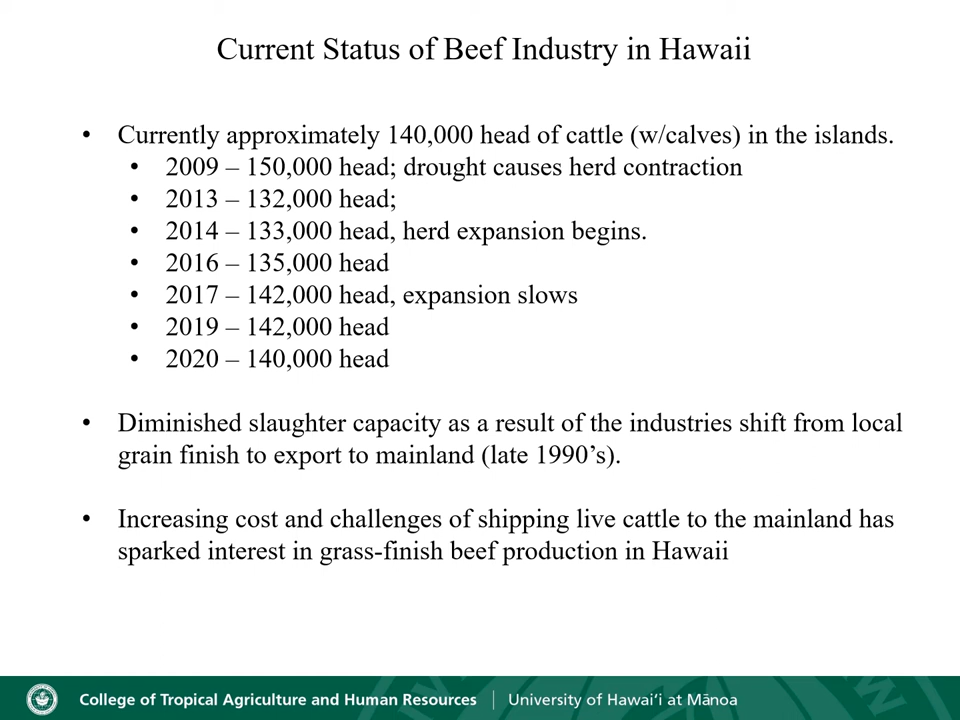 Current Status of Beef Industry in Hawaii
• Currently approximately 140,000 head of cattle (w/calves) in the islands.
• 2009 – 150,000 head; drought causes herd contraction
• 2013 – 132,000 head;
• 2014 – 133,000 head, herd expansion begins.
• 2016 – 135,000 head
• 2017 – 142,000 head, expansion slows
• 2019 – 142,000 head
• 2020 – 140,000 head
• Diminished slaughter capacity as a result of the industries shift from local
grain finish to export to mainland (late 1990’s).
• Increasing cost and challenges of shipping live cattle to the mainland has
sparked interest in grass-finish beef production in Hawaii
College of Tropical Agriculture and Human Resources | University of Hawai‘i at Mānoa